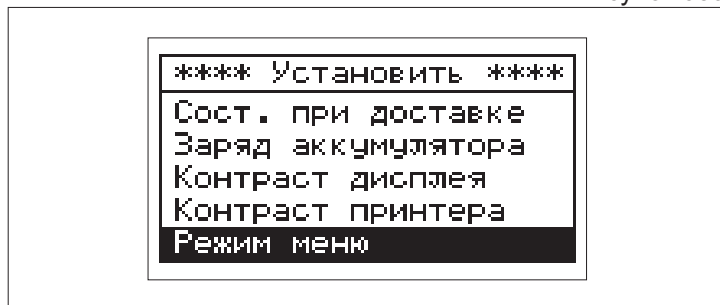 **** Установить ****
Сост. при доставке
Заряд аккумулятора
Контраст дисплея
Контраст принтера
Режим меню